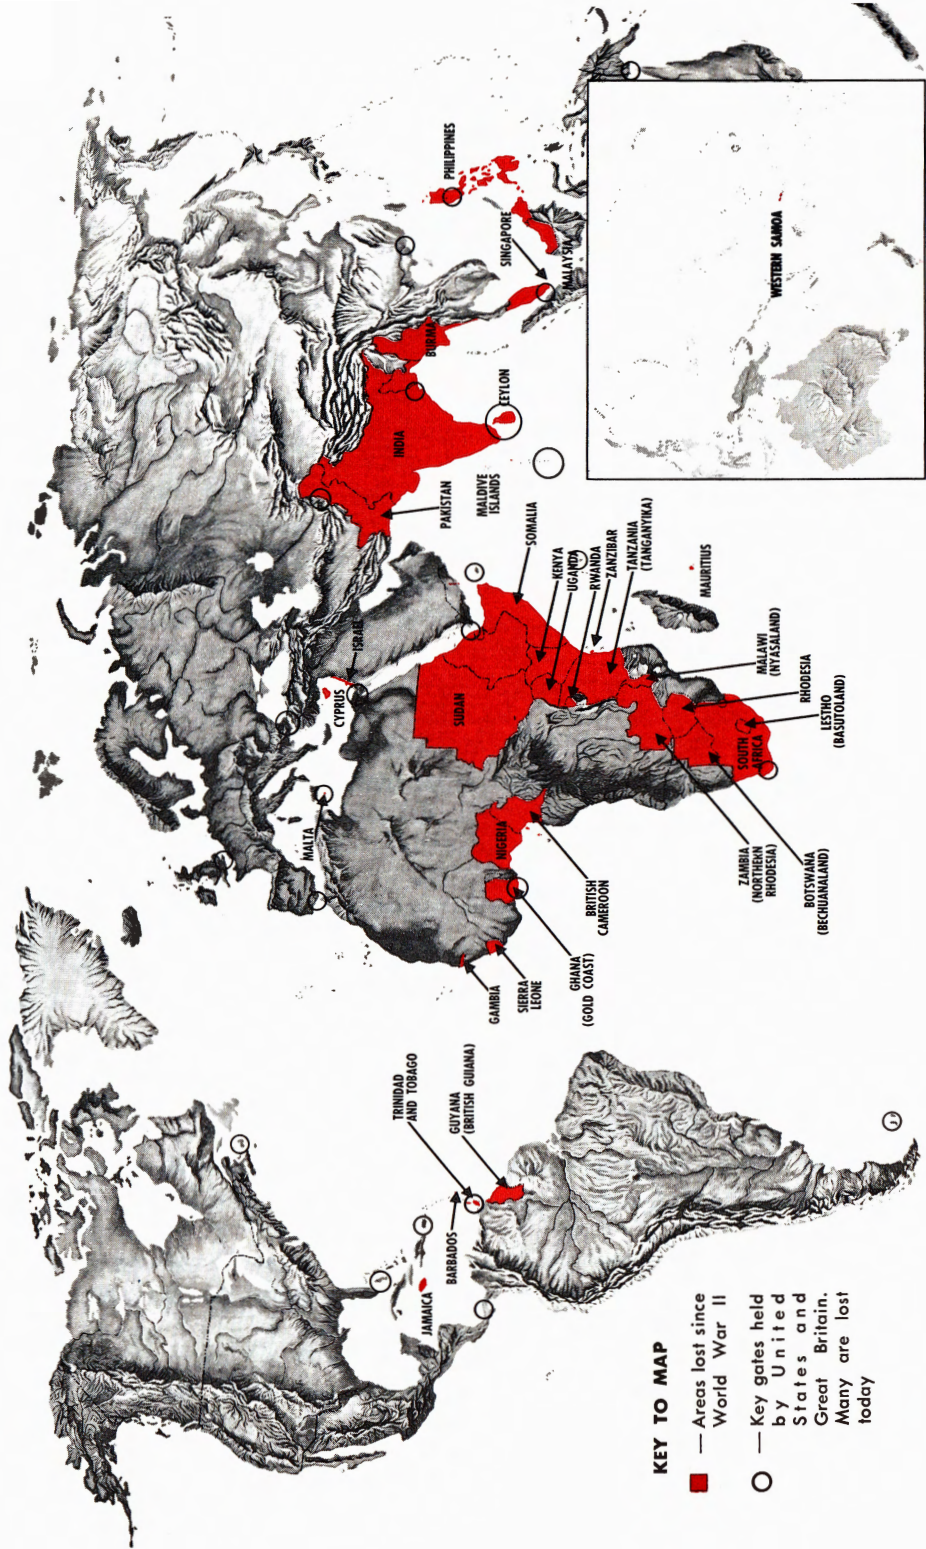 TRINIDAD
AND TOBAGO
GUYANA
(BRITISH GUIANA)
BARBADOS
JAMAICA
MALTA
CYPRUS
ISRAEL
SUDAN
NIGERIA
GAMBIA
SIERRA
LEONE
GHANA
(GOLD COAST)
BRITISH
CAMEROON
SOMALIA
KENYA
UGANDA
RWANDA
ZANZIBAR
TANZANIA
(TANGANYIKA)
MAURITIUS
MALAWI
(NYASALAND)
RHODESIA
LESTHO
(BASUTOLAND)
SOUTH
AFRICA
ZAMBIA
(NORTHERN
RHODESIA)
BOTSWANA
(BECHUANALAND)
PAKISTAN
INDIA
MALDIVE
ISLANDS
CEYLON
BURMA
SINGAPORE
MALAYSIA
PHILIPPINES
WESTERN SAMOA
KEY TO MAP
— Areas lost since
World War II
— Key gates held
by United
States and
Great Britain.
Many are lost
today